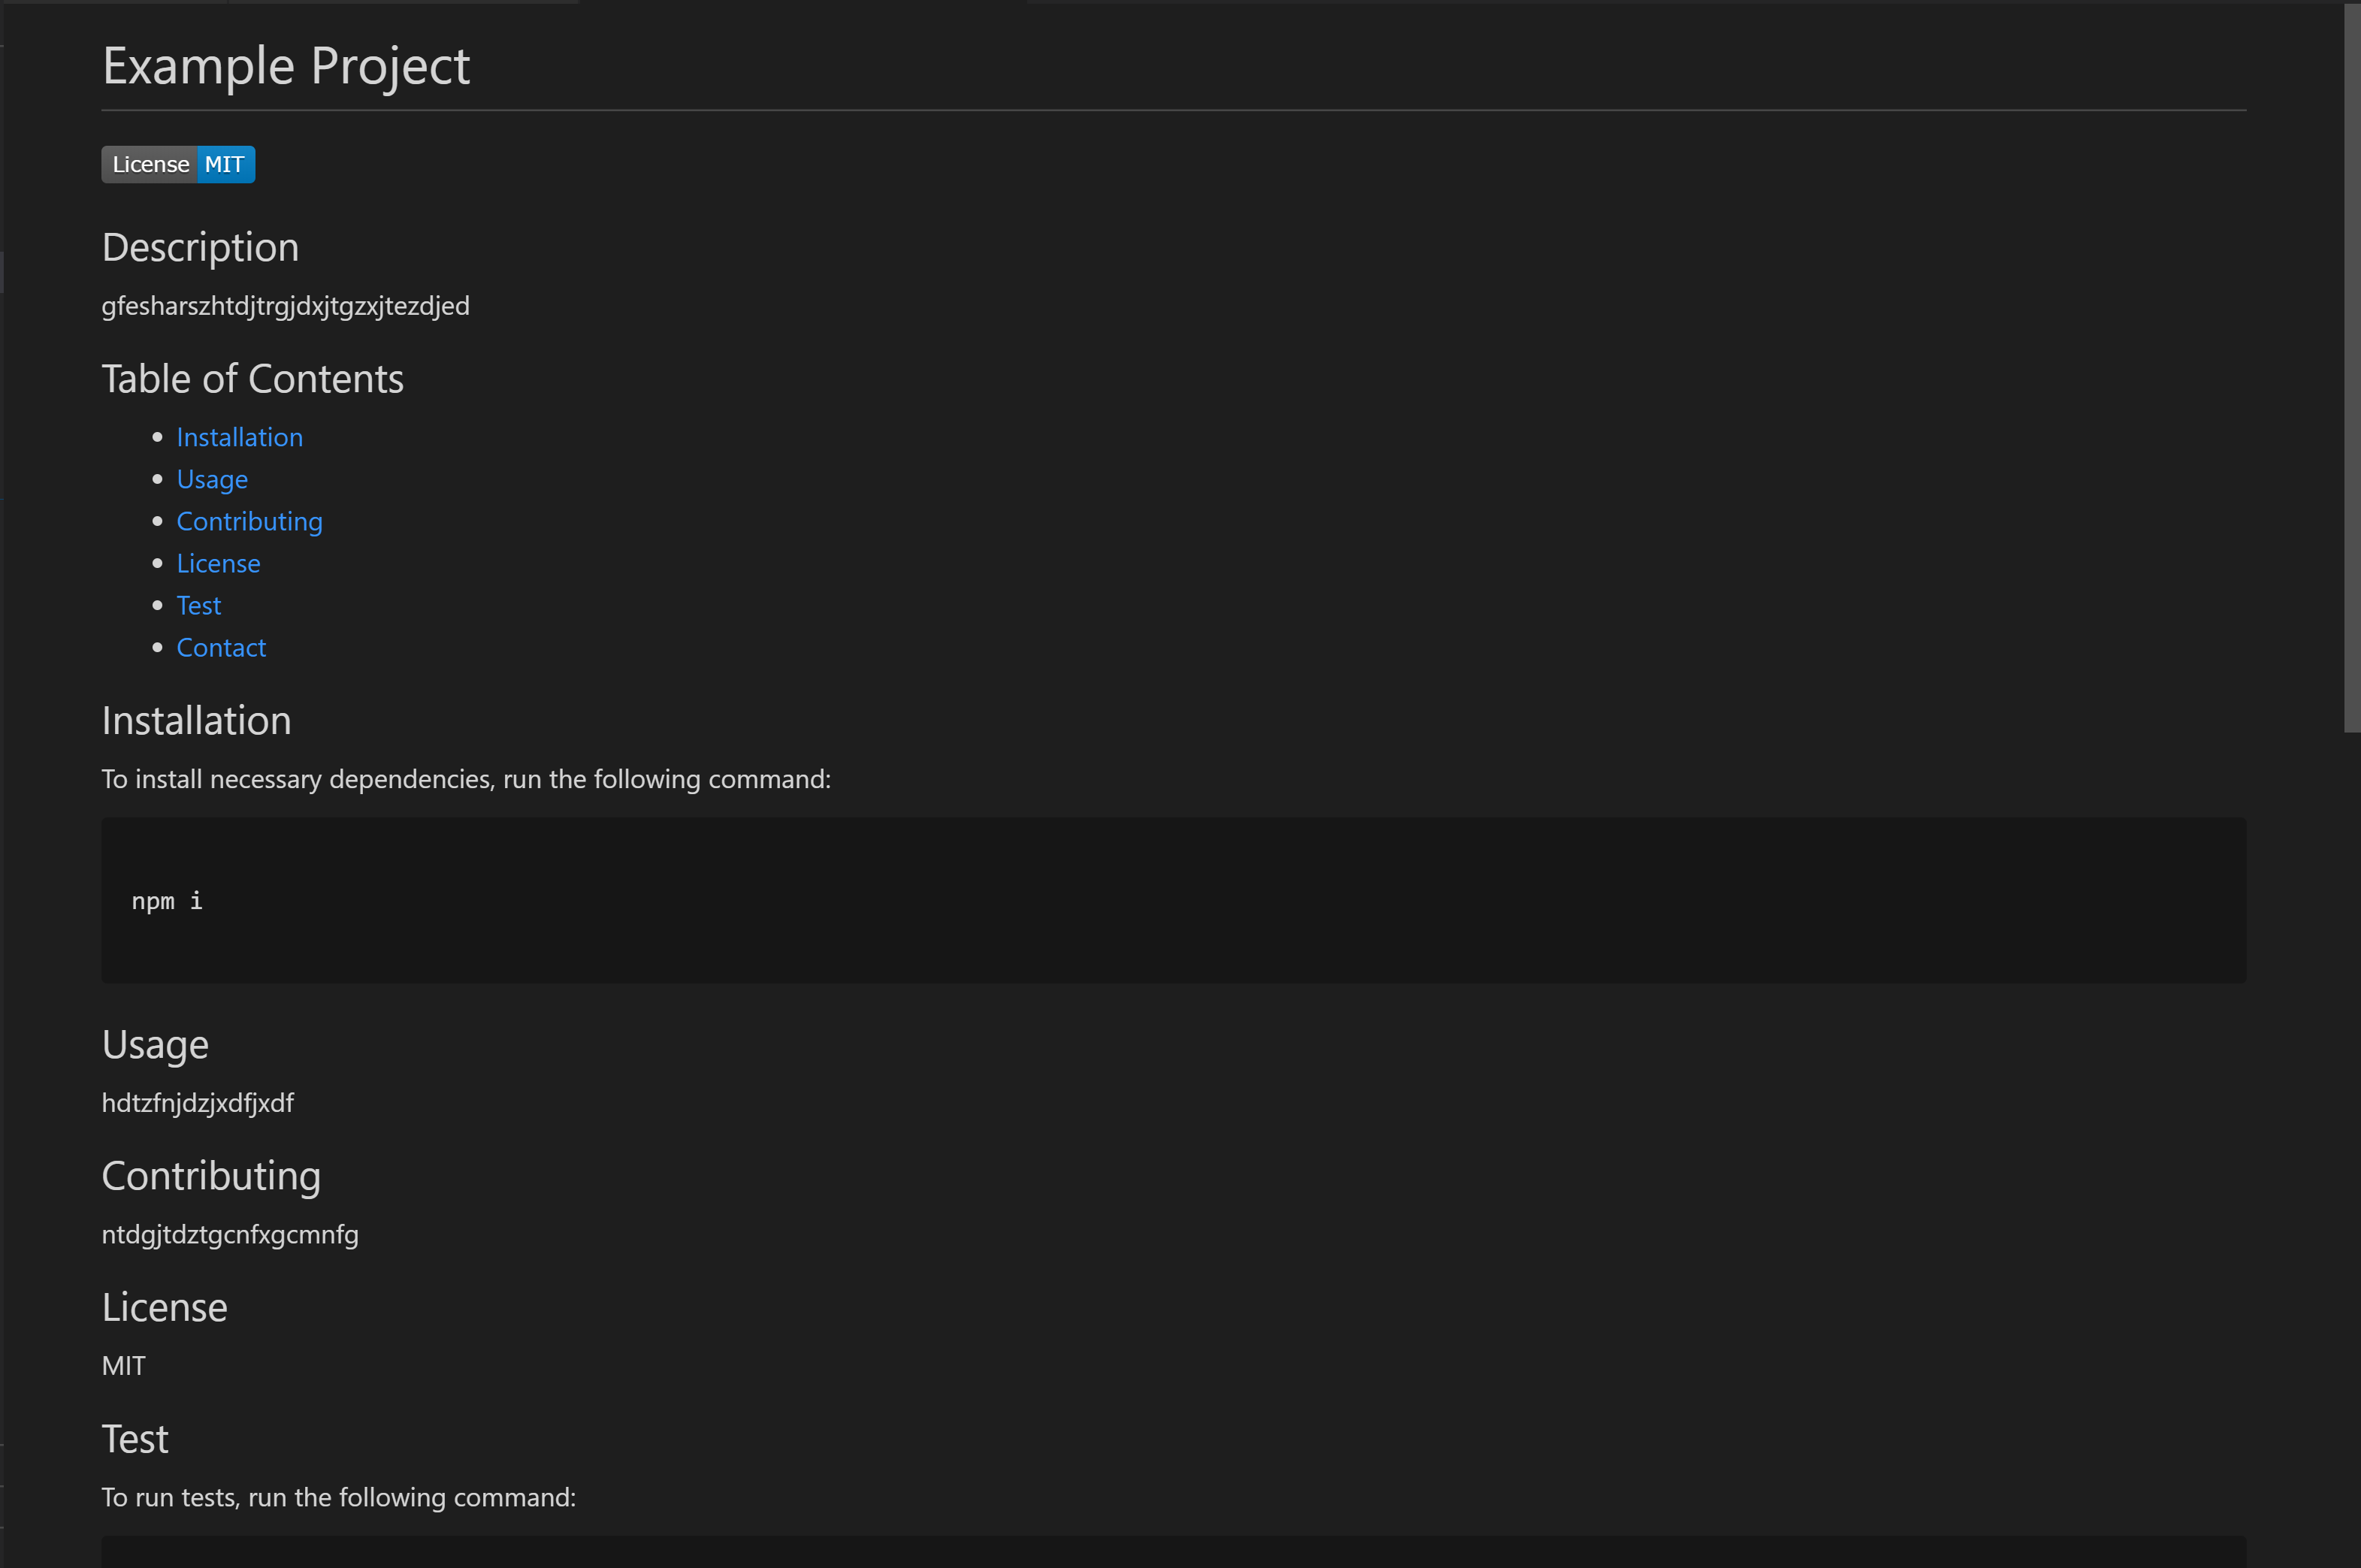 Example Project
License MIT
Description
gfesharszhtdjtrgjdxjtgzxjtezdjed
Table of Contents
Installation
Usage
Contributing
License
Test
Contact
Installation
To install necessary dependencies, run the following command:
npm i
Usage
hdtzfnjdzjxdfjxdf
Contributing
ntdgjtdztgcnfxgcmnfg
License
MIT
Test
To run tests, run the following command: